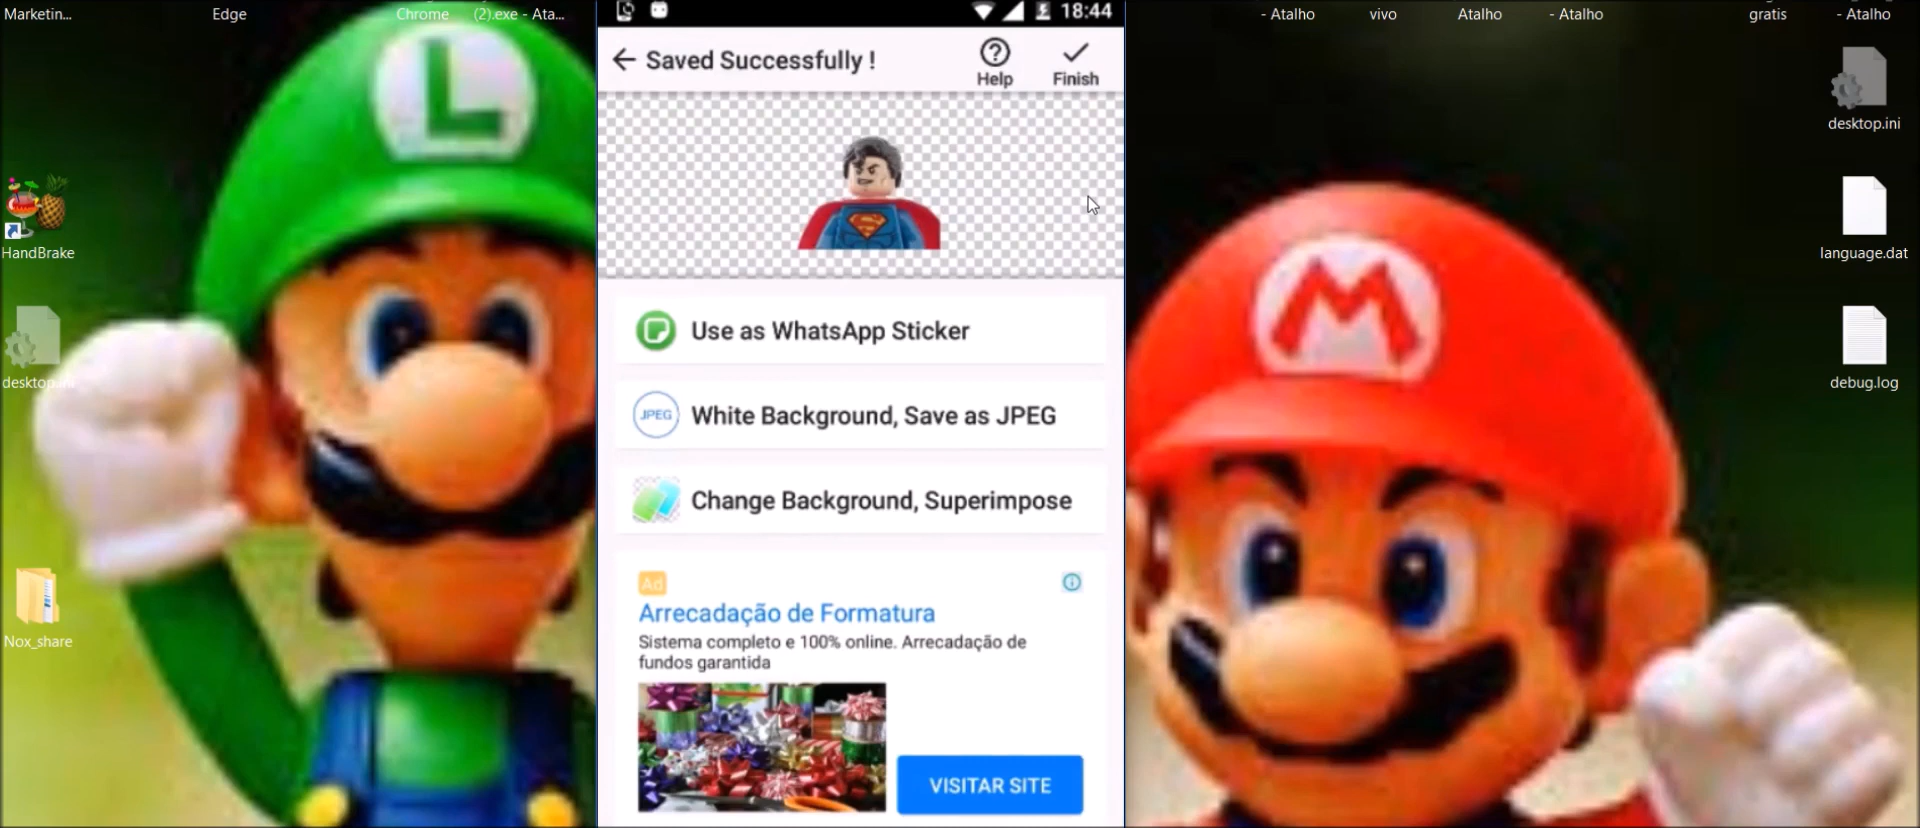 Marketin...
Edge
Chrome
(2).exe - Ata...
HandBrake
desktop.ini
Nox_share
L
18:44
Saved Successfully !
Help
Finish
Use as WhatsApp Sticker
JPEG
White Background, Save as JPEG
Change Background, Superimpose
Ad
Arrecadação de Formatura
Sistema completo e 100% online. Arrecadação de
fundos garantida
VISITAR SITE
M
- Atalho
vivo
Atalho
- Atalho
gratis
- Atalho
desktop.ini
language.dat
debug.log